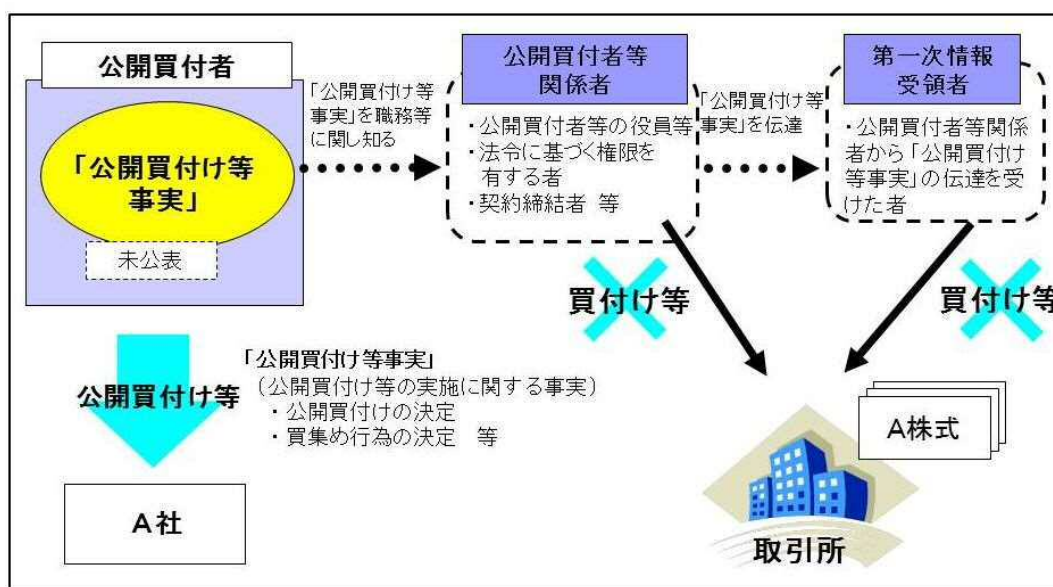 公開買付者
「公開買付け等
事実」
未公表
「公開買付け等
事実」を職務等
に関し知る
公開買付者等
関係者
・公開買付者等の役員等
・法令に基づく権限を
有する者
・契約締結者 等
「公開買付け等
事実」を伝達
第一次情報
受領者
・公開買付者等関係
者から「公開買付け
等事実」の伝達を受
けた者
買付け等
買付け等
公開買付け等
「公開買付け等事実」
（公開買付け等の実施に関する事実）
・公開買付けの決定
・買集め行為の決定 等
A株式
A社
取引所